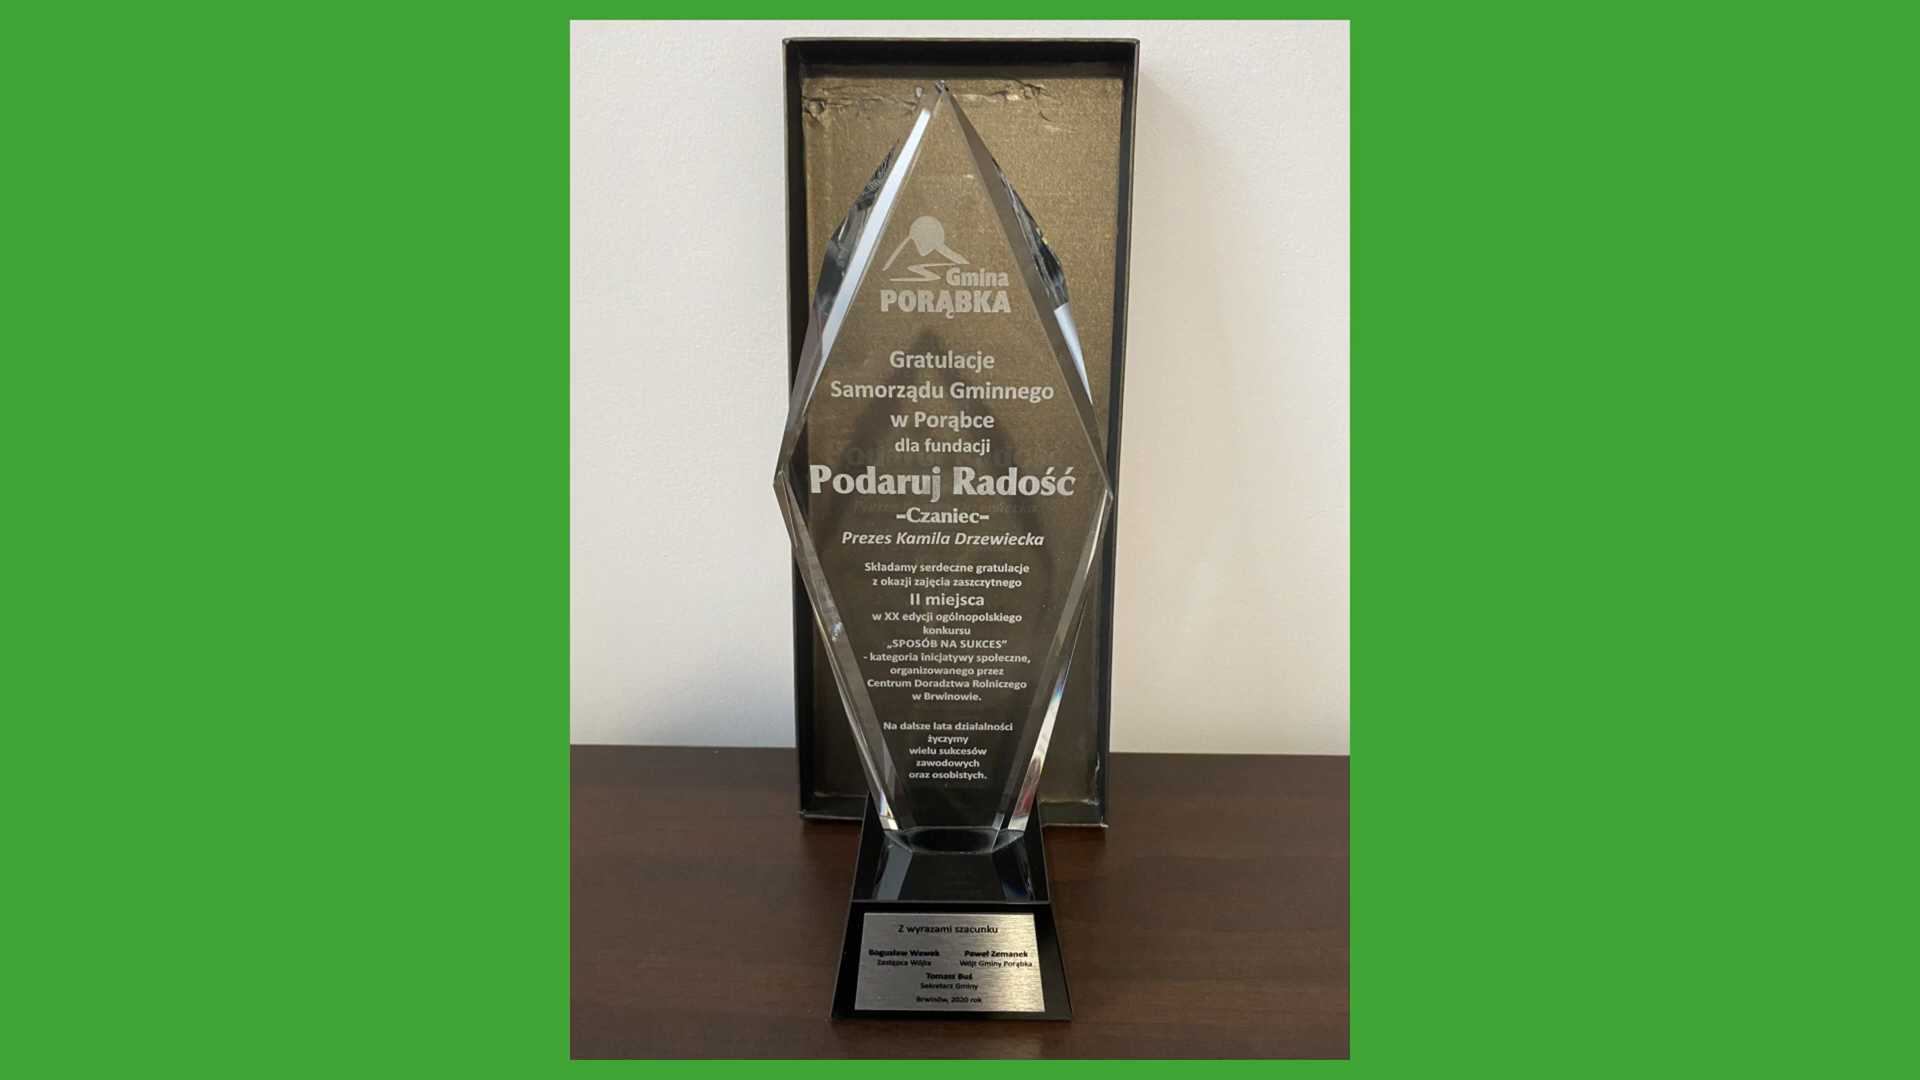 Gmina
PORĄBKA
Gratulacje
Samorządu Gminnego
w Porąbce
dla fundacji
Podaruj Radość
-Czaniec-
Prezes Kamila Drzewiecka
Składamy serdeczne gratulacje
z okazji zajęcia zaszczytnego
II miejsca
w XX edycji ogólnopolskiego
konkursu
„SPOSÓB NA SUKCES”
- kategoria inicjatywy społeczne,
organizowanego przez
Centrum Doradztwa Rolniczego
w Brwinowie.
Na dalsze lata działalności
życzymy
wielu sukcesów
zawodowych
oraz osobistych.
Z wyrazami szacunku
Bogusław Wawak Paweł Zemanek
Zastępca Wójta Wójt Gminy Porąbka
Tomasz Buś
Sekretarz Gminy
Brwinów, 2020 rok